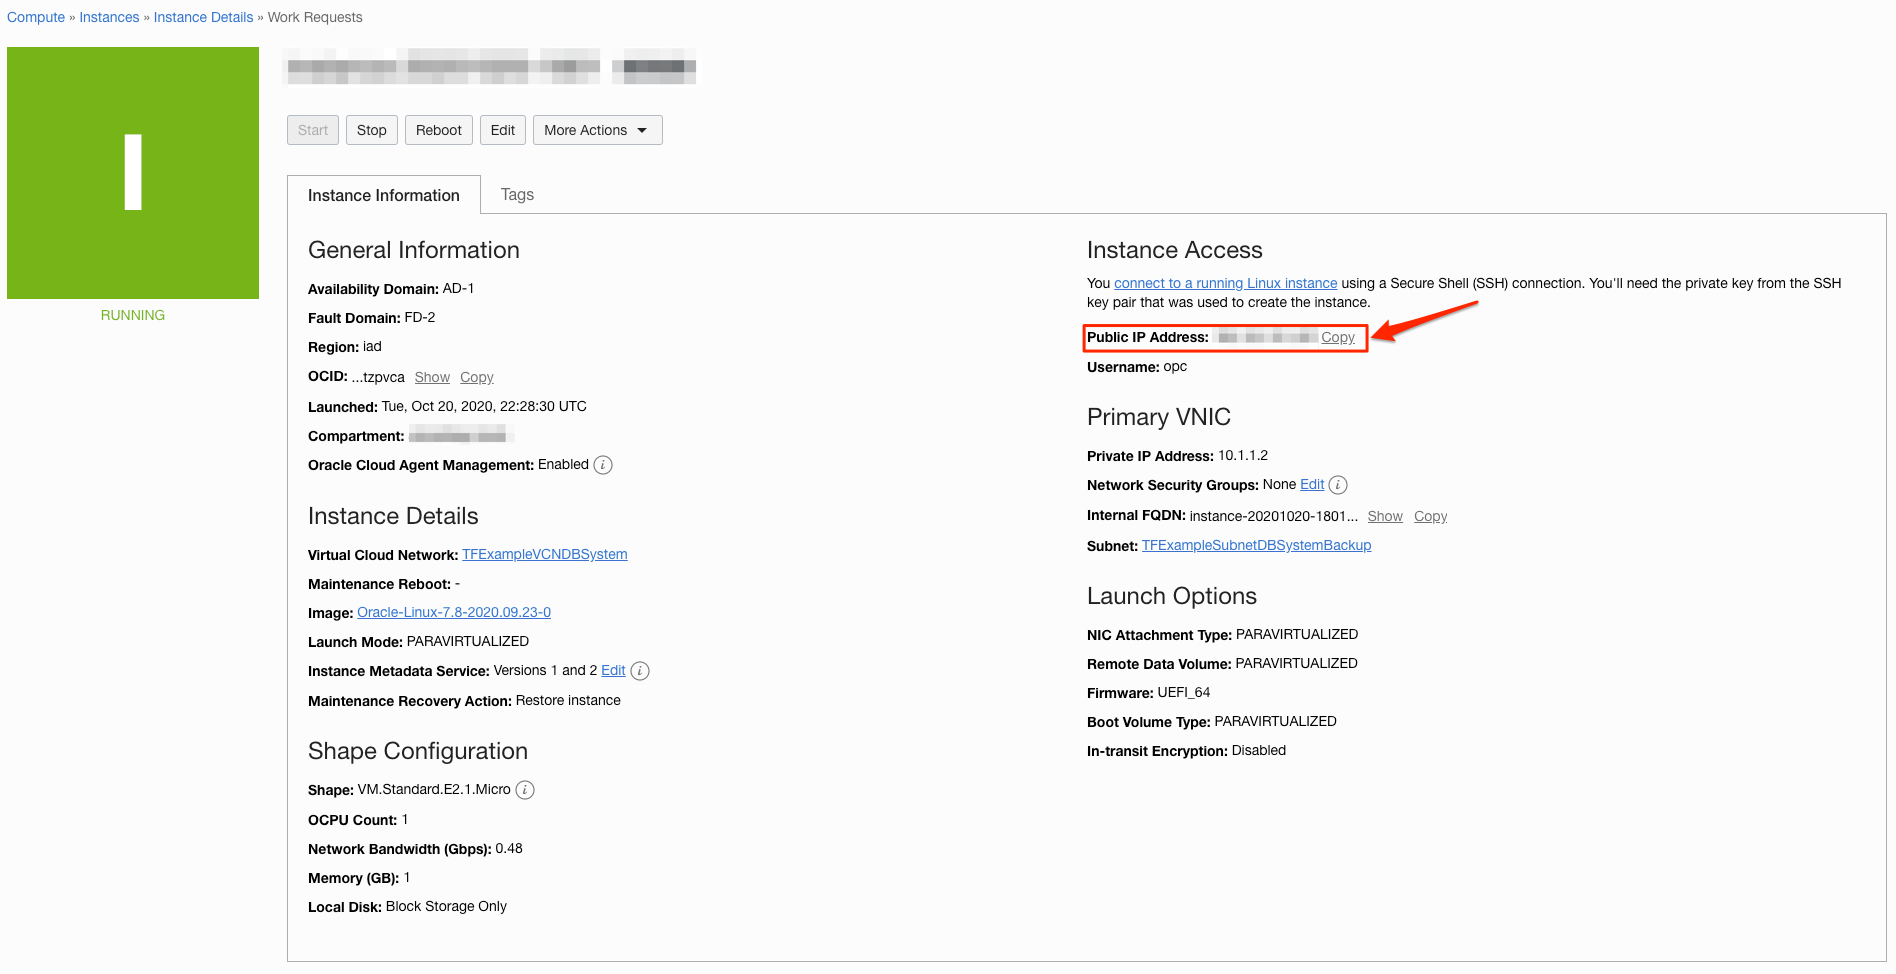 Compute » Instances » Instance Details » Work Requests
I
RUNNING
Start Stop Reboot Edit More Actions
Instance Information Tags
General Information
Availability Domain: AD-1
Fault Domain: FD-2
Region: iad
OCID: ...tzpvca Show Copy
Launched: Tue, Oct 20, 2020, 22:28:30 UTC
Compartment:
Oracle Cloud Agent Management: Enabled i
Instance Details
Virtual Cloud Network: TFExampleVCNDBSystem
Maintenance Reboot: -
Image: Oracle-Linux-7.8-2020.09.23-0
Launch Mode: PARAVIRTUALIZED
Instance Metadata Service: Versions 1 and 2 Edit i
Maintenance Recovery Action: Restore instance
Shape Configuration
Shape: VM.Standard.E2.1.Micro i
OCPU Count: 1
Network Bandwidth (Gbps): 0.48
Memory (GB): 1
Local Disk: Block Storage Only
Instance Access
You connect to a running Linux instance using a Secure Shell (SSH) connection. You'll need the private key from the SSH
key pair that was used to create the instance.
Public IP Address: Copy
Username: opc
Primary VNIC
Private IP Address: 10.1.1.2
Network Security Groups: None Edit i
Internal FQDN: instance-20201020-1801... Show Copy
Subnet: TFExampleSubnetDBSystemBackup
Launch Options
NIC Attachment Type: PARAVIRTUALIZED
Remote Data Volume: PARAVIRTUALIZED
Firmware: UEFI_64
Boot Volume Type: PARAVIRTUALIZED
In-transit Encryption: Disabled